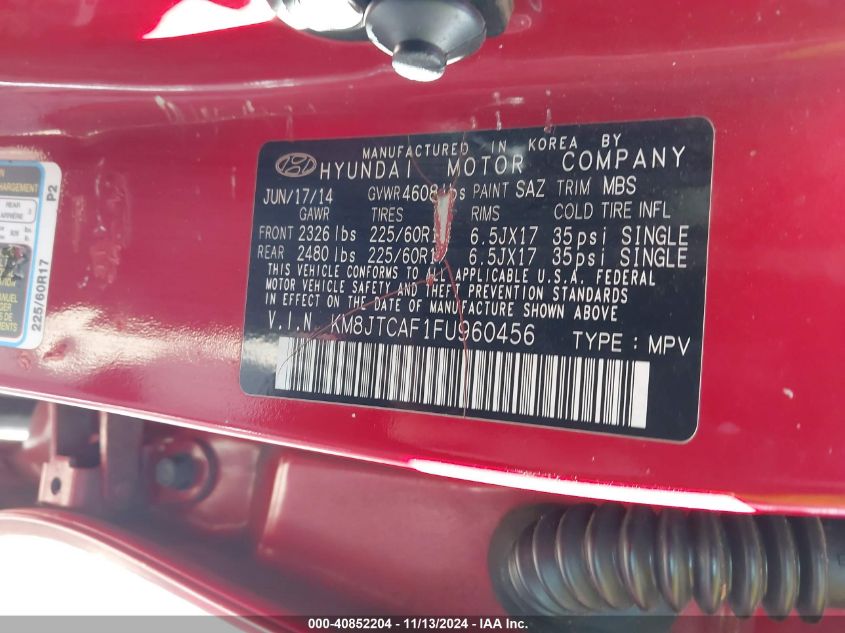 MANUFACTURED IN KOREA BY
HYUNDAI MOTOR COMPANY
JUN/17/14 GVWR 4608 lbs PAINT SAZ TRIM MBS
GAWR TIRES RIMS COLD TIRE INFL
FRONT 2326 lbs 225/60R17 6.5JX17 35psi SINGLE
REAR 2480 lbs 225/60R17 6.5JX17 35psi SINGLE
THIS VEHICLE CONFORMS TO ALL APPLICABLE U.S.A. FEDERAL
MOTOR VEHICLE SAFETY AND THEFT PREVENTION STANDARDS
IN EFFECT ON THE DATE OF MANUFACTURE SHOWN ABOVE
V.I.N KM8JTCAF1FU960456 TYPE : MPV
P2
225/60R17
REAR
000-40852204 - 11/13/2024 - IAA Inc.